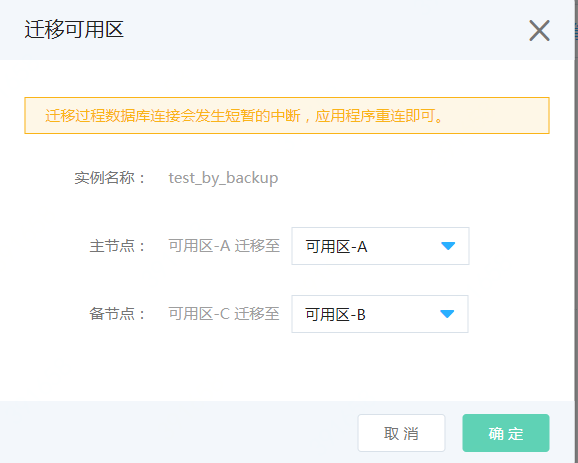 迁移可用区
迁移过程数据库连接会发生短暂的中断，应用程序重连即可。
实例名称： test_by_backup
主节点： 可用区-A 迁移至 可用区-A
备节点： 可用区-C 迁移至 可用区-B
取消 确定